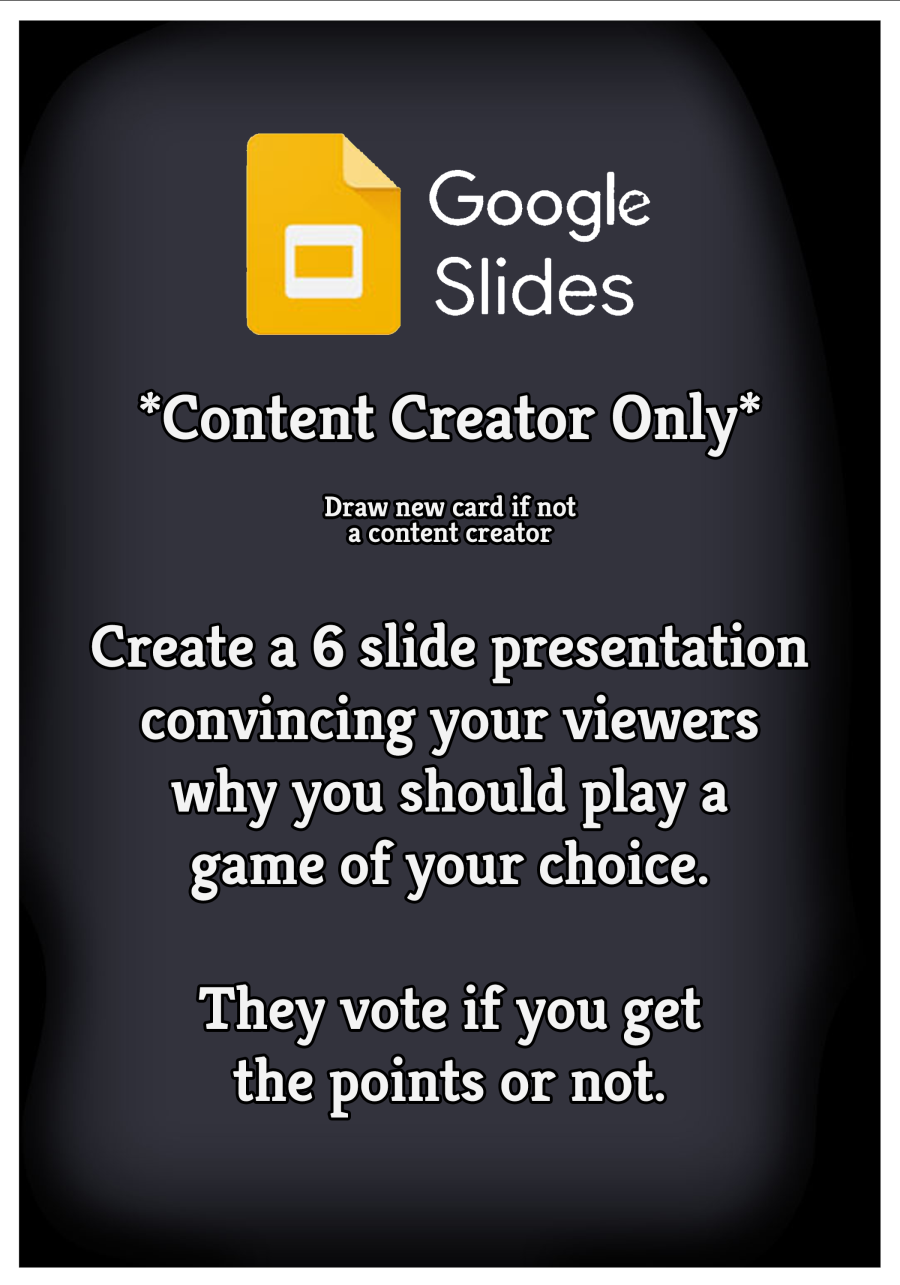 Google
Slides
*Content Creator Only*
Draw new card if not
a content creator
Create a 6 slide presentation
convincing your viewers
why you should play a
game of your choice.
They vote if you get
the points or not.